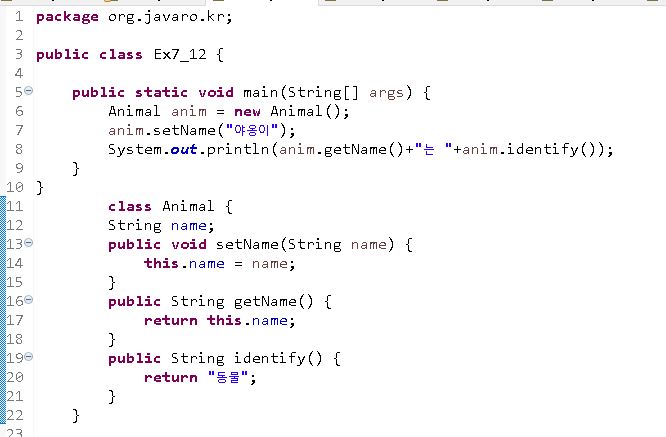 1 package org.javaro.kr;
2
3 public class Ex7_12 {
4
5 public static void main(String[] args) {
6 Animal anim = new Animal();
7 anim.setName("야옹이");
8 System.out.println(anim.getName()+"는 "+anim.identify());
9 }
10 }
11 class Animal {
12 String name;
13 public void setName(String name) {
14 this.name = name;
15 }
16 public String getName() {
17 return this.name;
18 }
19 public String identify() {
20 return "동물";
21 }
22 }
23